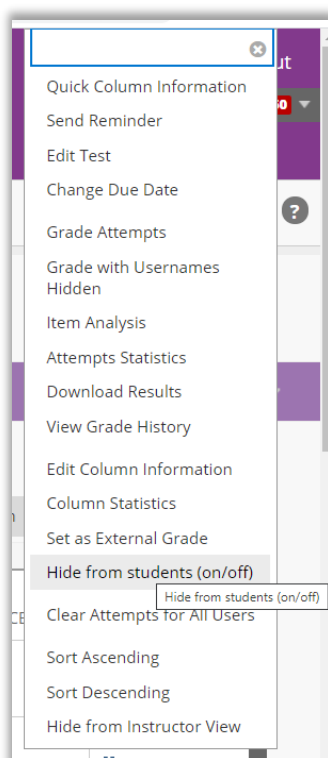 ut
50
?
Quick Column Information
Send Reminder
Edit Test
Change Due Date
Grade Attempts
Grade with Usernames
Hidden
Item Analysis
Attempts Statistics
Download Results
View Grade History
Edit Column Information
Column Statistics
Set as External Grade
Hide from students (on/off)
Hide from students (on/off)
Clear Attempts for All Users
Sort Ascending
Sort Descending
Hide from Instructor View